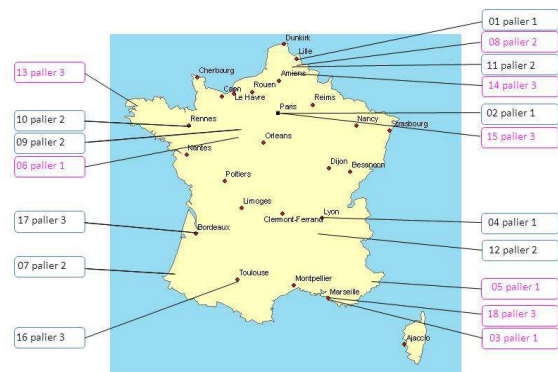 01 palier 1
08 palier 2
11 palier 2
14 palier 3
02 palier 1
15 palier 3
04 palier 1
12 palier 2
05 palier 1
18 palier 3
03 palier 1
13 palier 3
10 palier 2
09 palier 2
06 palier 1
17 palier 3
07 palier 2
16 palier 3
Dunkirk
Lille
Cherbourg
Amiens
Caen
Rouen
Le Havre
Reims
Paris
Rennes
Nancy
Strasbourg
Orleans
Nantes
Dijon
Besancon
Poitiers
Limoges
Clermont-Ferrand
Lyon
Bordeaux
Toulouse
Montpellier
Marseille
Ajaccio